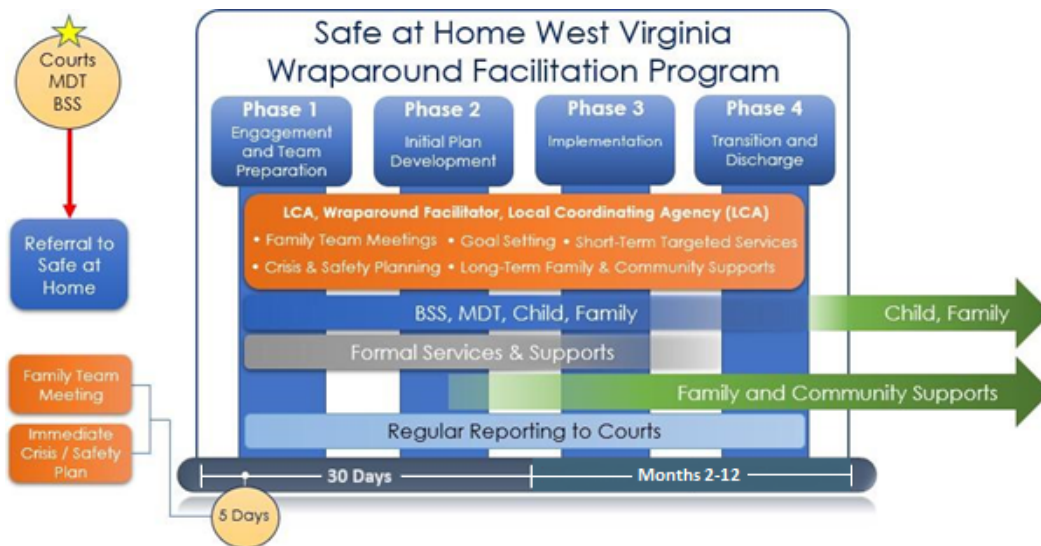 Courts
MDT
BSS
Referral to
Safe at
Home
Family Team
Meeting
Immediate
Crisis / Safety
Plan
5 Days
Safe at Home West Virginia
Wraparound Facilitation Program
Phase 1
Engagement
and Team
Preparation
Phase 2
Initial Plan
Development
Phase 3
Implementation
Phase 4
Transition and
Discharge
LCA, Wraparound Facilitator, Local Coordinating Agency (LCA)
• Family Team Meetings • Goal Setting • Short-Term Targeted Services
• Crisis & Safety Planning • Long-Term Family & Community Supports
BSS, MDT, Child, Family
Child, Family
Formal Services & Supports
Family and Community Supports
Regular Reporting to Courts
30 Days
Months 2-12